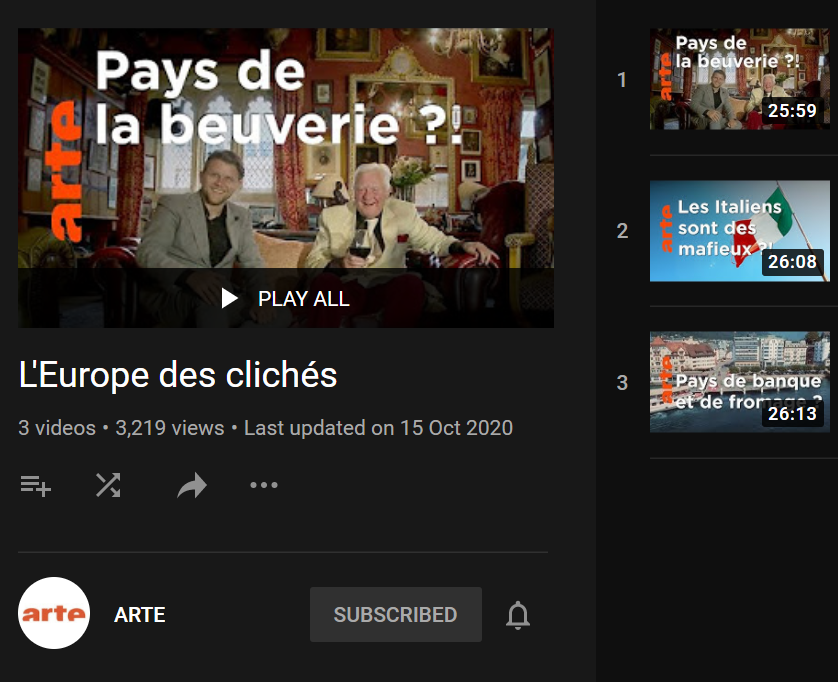 Pays de
la beuverie ?!
arte
PLAY ALL
L'Europe des clichés
3 videos • 3,219 views • Last updated on 15 Oct 2020
arte
ARTE
SUBSCRIBED
1
Pays de
la beuverie ?!
arte
25:59
2
Les Italiens
sont des
mafieux ?!
arte
26:08
3
Pays de banque
et de fromage ?
arte
26:13